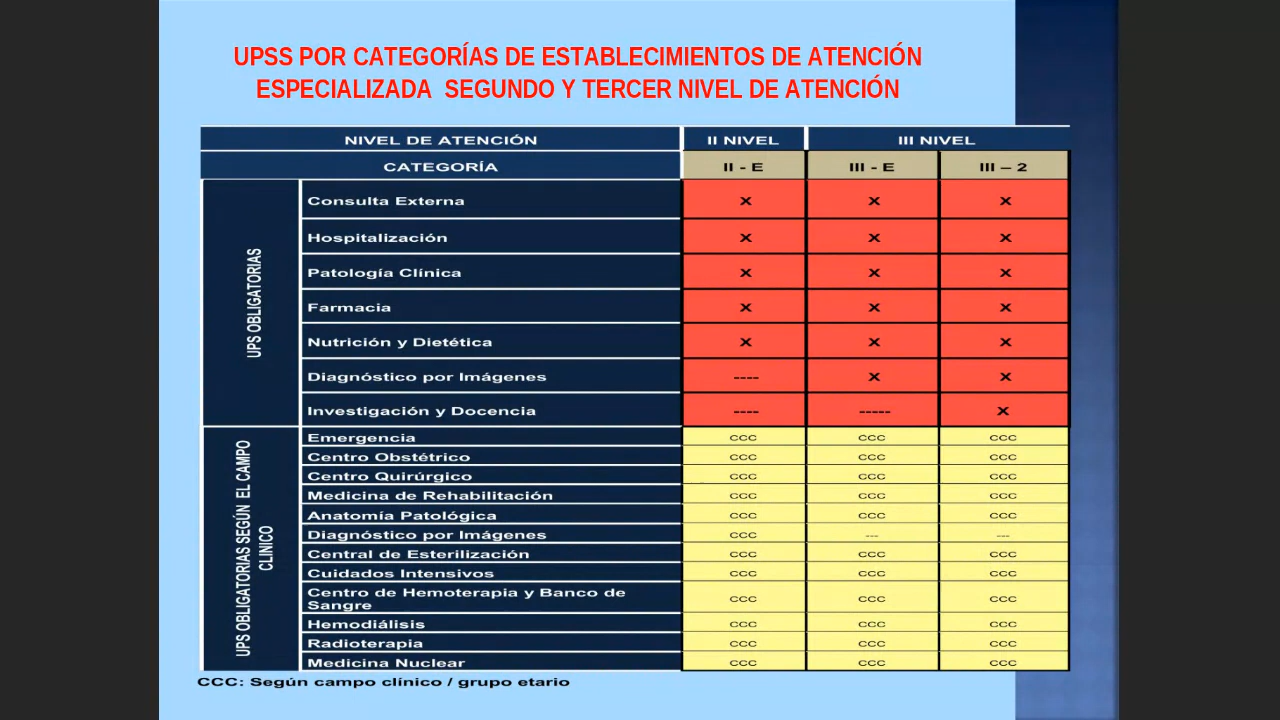 UPSS POR CATEGORÍAS DE ESTABLECIMIENTOS DE ATENCIÓN
ESPECIALIZADA SEGUNDO Y TERCER NIVEL DE ATENCIÓN
NIVEL DE ATENCIÓN II NIVEL III NIVEL
CATEGORÍA II - E III - E III – 2
UPS OBLIGATORIAS
Consulta Externa X X X
Hospitalización X X X
Patología Clínica X X X
Farmacia X X X
Nutrición y Dietética X X X
Diagnóstico por Imágenes ---- X X
Investigación y Docencia ---- ----- X
UPS OBLIGATORIAS SEGÚN EL CAMPO
CLINICO
Emergencia CCC CCC CCC
Centro Obstétrico CCC CCC CCC
Centro Quirúrgico CCC CCC CCC
Medicina de Rehabilitación CCC CCC CCC
Anatomía Patológica CCC CCC CCC
Diagnóstico por Imágenes CCC --- ---
Central de Esterilización CCC CCC CCC
Cuidados Intensivos CCC CCC CCC
Centro de Hemoterapia y Banco de
Sangre CCC CCC CCC
Hemodiálisis CCC CCC CCC
Radioterapia CCC CCC CCC
Medicina Nuclear CCC CCC CCC
CCC: Según campo clínico / grupo etario